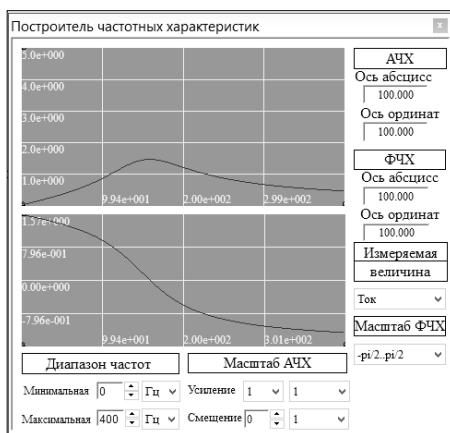 Построитель частотных характеристик
x
5.0e+000
4.0e+000
3.0e+000
2.0e+000
1.0e+000
9.94e+001 2.00e+002 2.99e+002
1.57e+000
7.96e-001
0.00e+000
-7.96e-001
9.94e+001 2.00e+002 3.01e+002
АЧХ
Ось абсцисс
100.000
Ось ординат
100.000
ФЧХ
Ось абсцисс
100.000
Ось ординат
100.000
Измеряемая
величина
Ток
Масштаб ФЧХ
-pi/2..pi/2
Диапазон частот Масштаб АЧХ
Минимальная 0 Гц Усиление 1 1
Максимальная 400 Гц Смещение 0 1